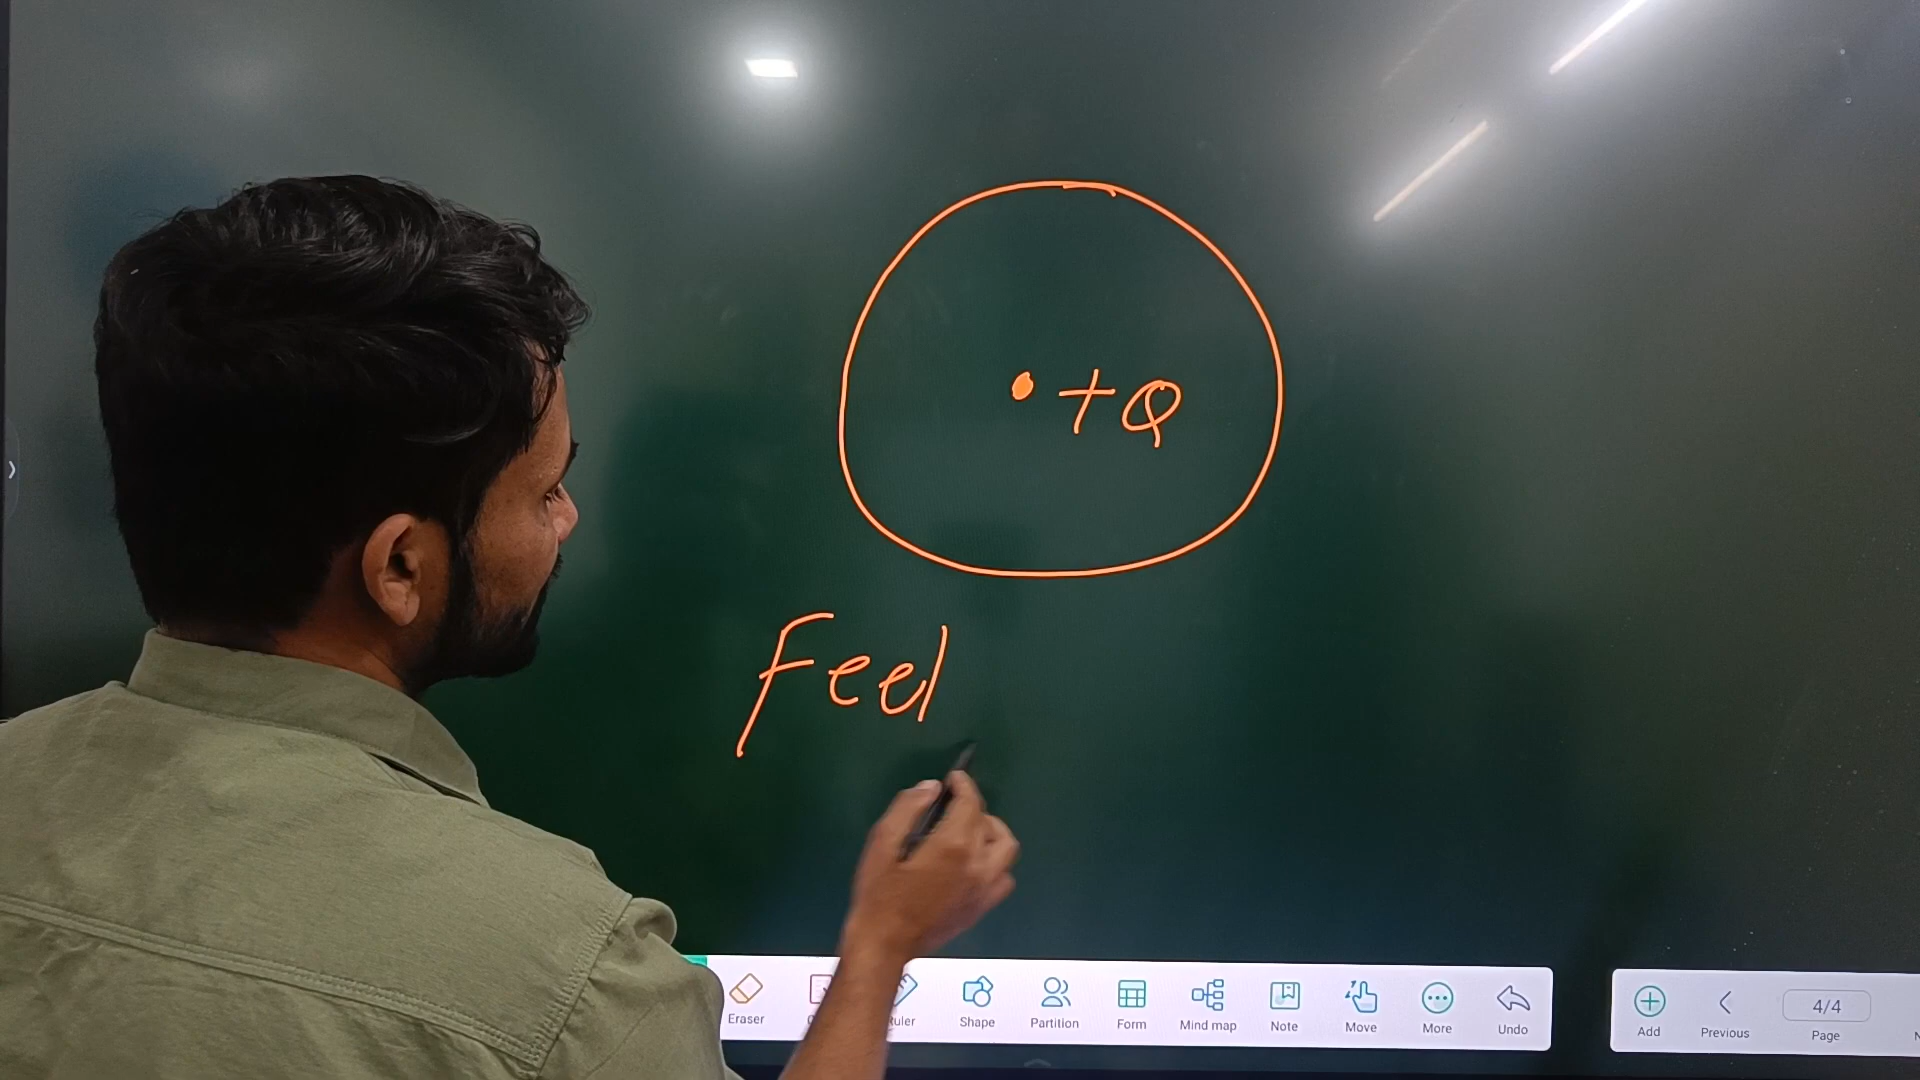 +Q
Feel
Eraser
Ruler
Shape
Partition
Form
Mind map
Note
Move
More
Undo
Add
Previous
4/4
Page